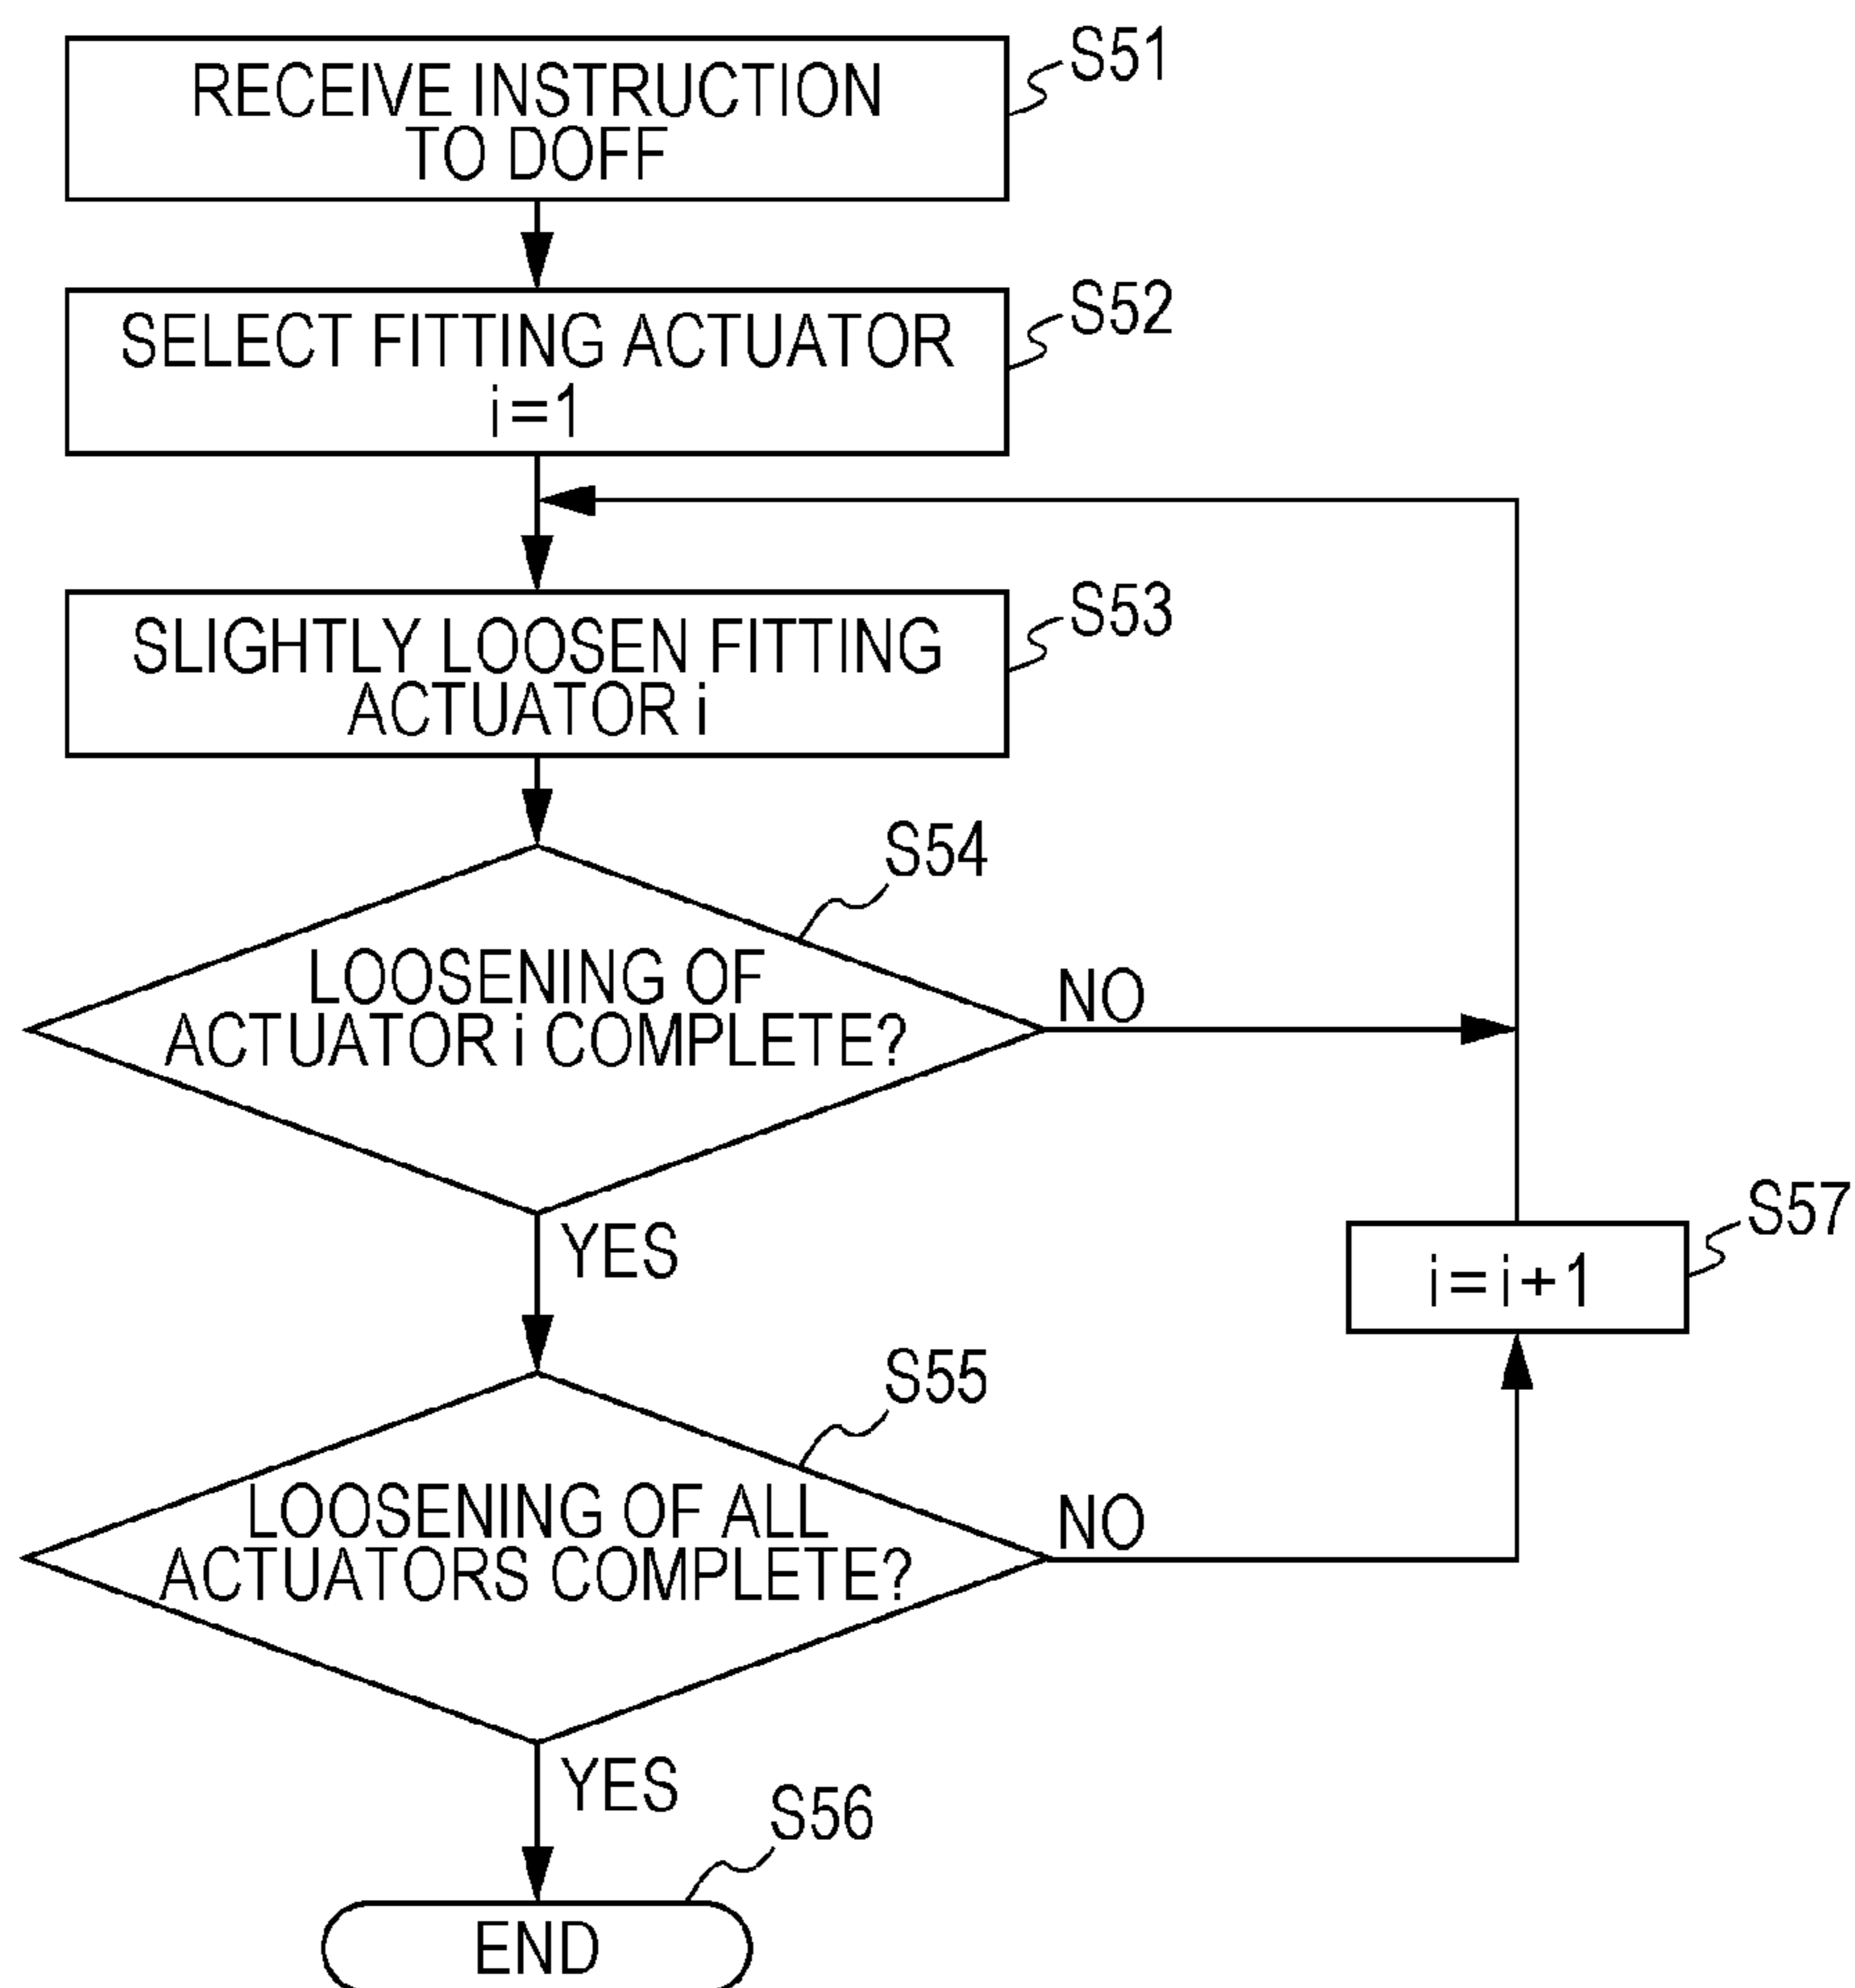 RECEIVE INSTRUCTION
TO DOFF
S51
SELECT FITTING ACTUATOR
i=1
S52
SLIGHTLY LOOSEN FITTING
ACTUATOR i
S53
S54
LOOSENING OF
ACTUATOR i COMPLETE?
NO
YES
S57
i=i+1
S55
LOOSENING OF ALL
ACTUATORS COMPLETE?
NO
YES
S56
END